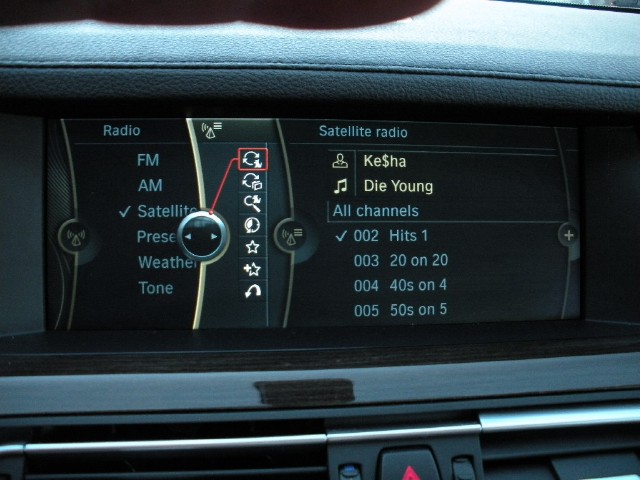 Radio
FM
AM
Satellite
Prese
Weather
Tone
Satellite radio
Ke$ha
Die Young
All channels
002 Hits 1
003 20 on 20
004 40s on 4
005 50s on 5